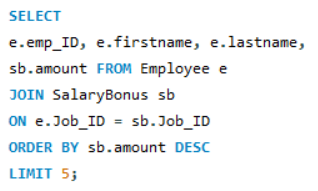 SELECT
e.emp_ID, e.firstname, e.lastname,
sb.amount FROM Employee e
JOIN SalaryBonus sb
ON e.Job_ID = sb.Job_ID
ORDER BY sb.amount DESC
LIMIT 5;